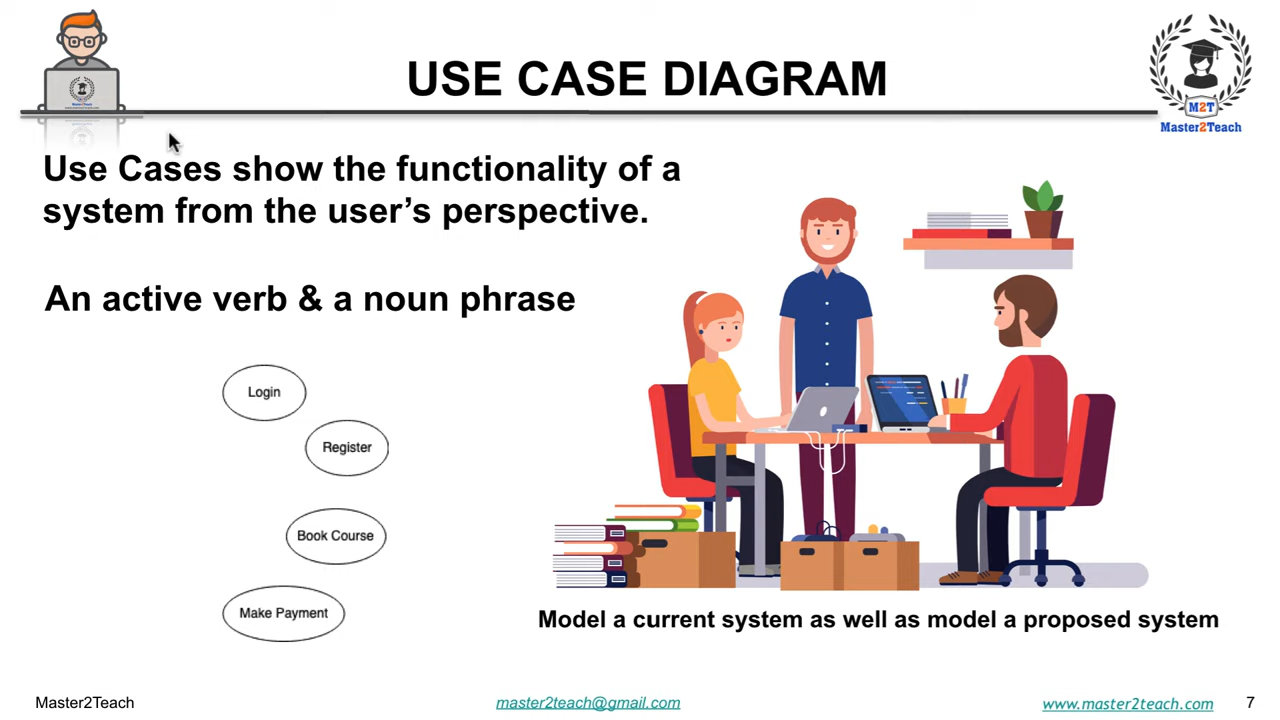 USE CASE DIAGRAM
M2T
Master2Teach
Master2Teach
Use Cases show the functionality of a
system from the user's perspective.
An active verb & a noun phrase
Login
Register
Book Course
Make Payment
Model a current system as well as model a proposed system
Master2Teach
master2teach@gmail.com
www.master2teach.com
7